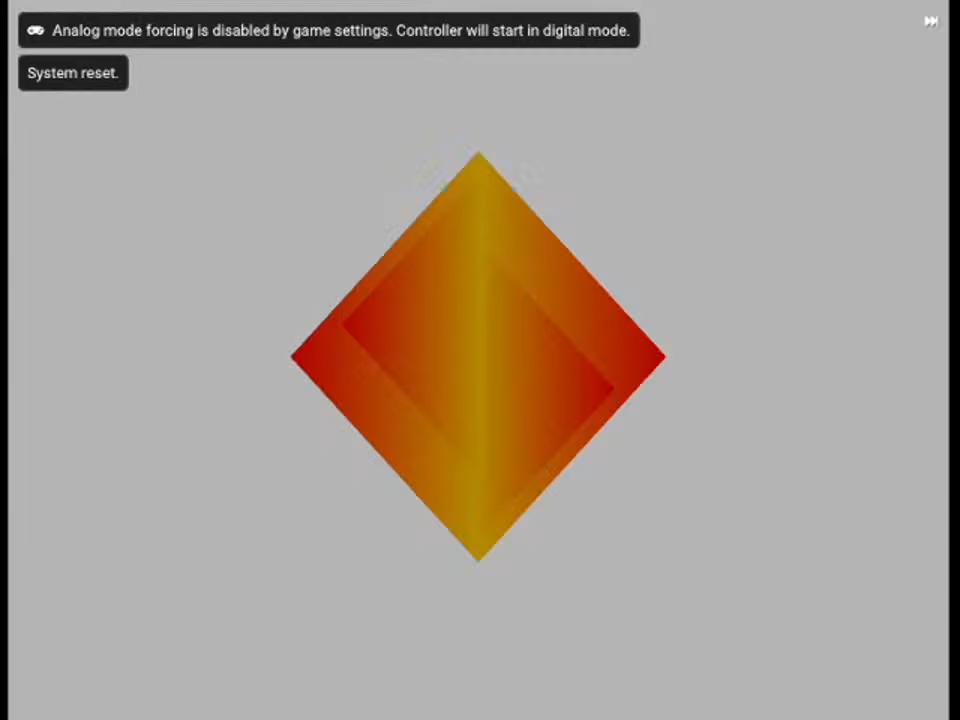 Analog mode forcing is disabled by game settings. Controller will start in digital mode.
System reset.